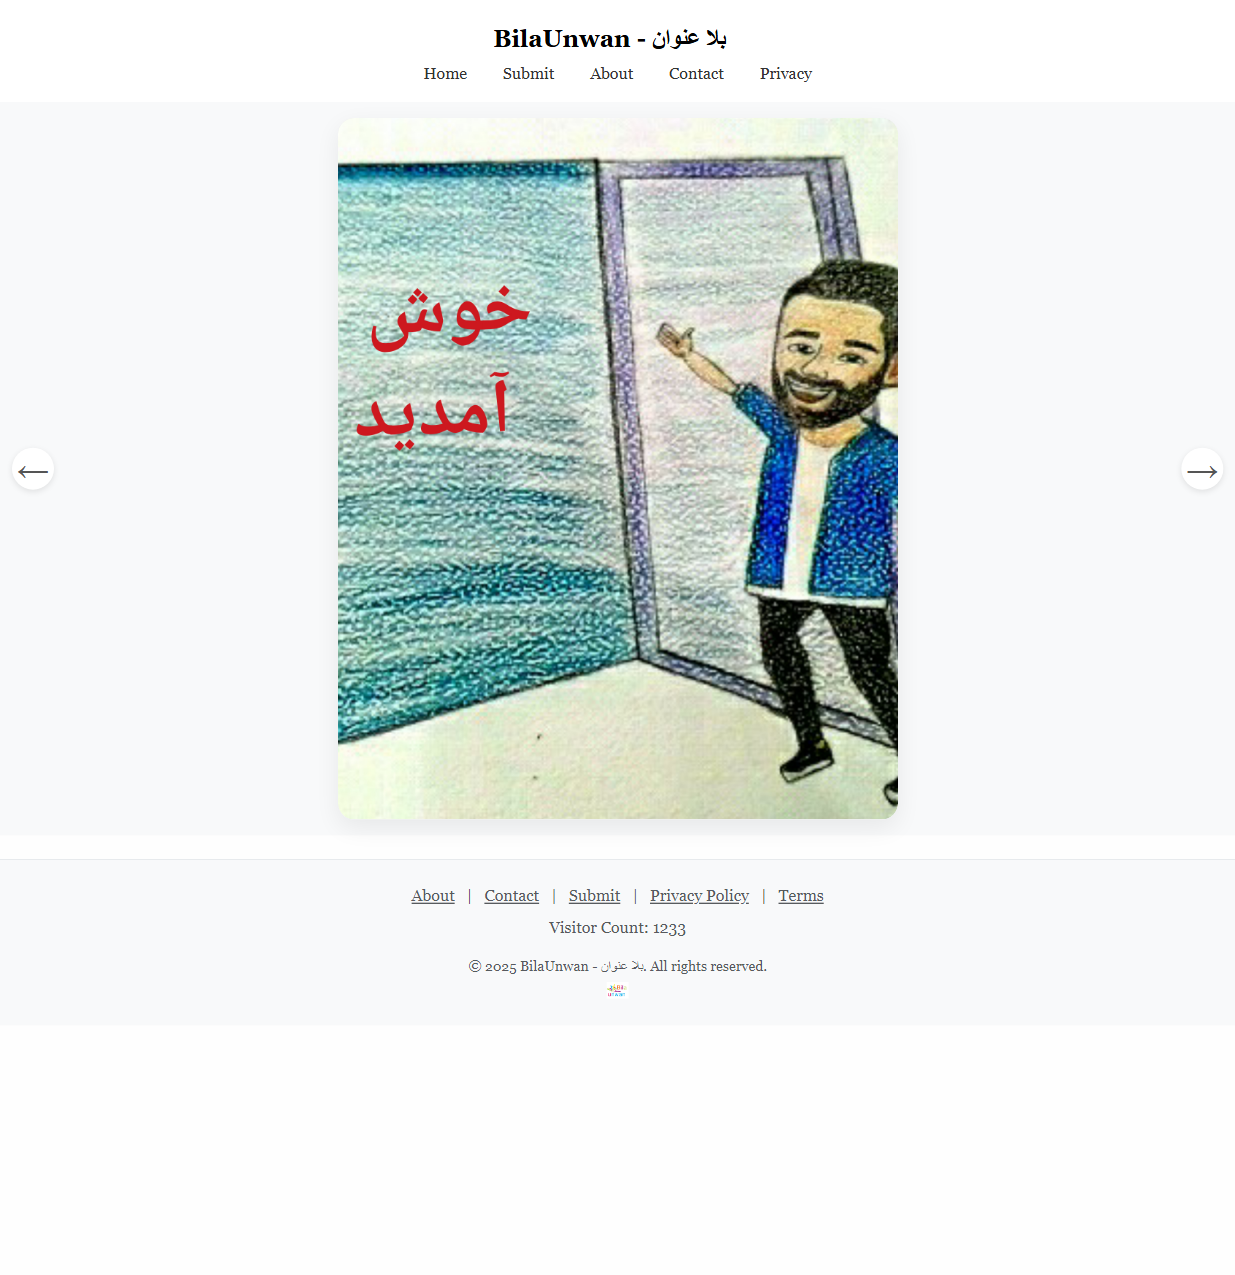 BilaUnwan - بلا عنوان
Home Submit About Contact Privacy
خوش
آمدید
←
→
About | Contact | Submit | Privacy Policy | Terms
Visitor Count: 1233
© 2025 BilaUnwan - بلا عنوان. All rights reserved.